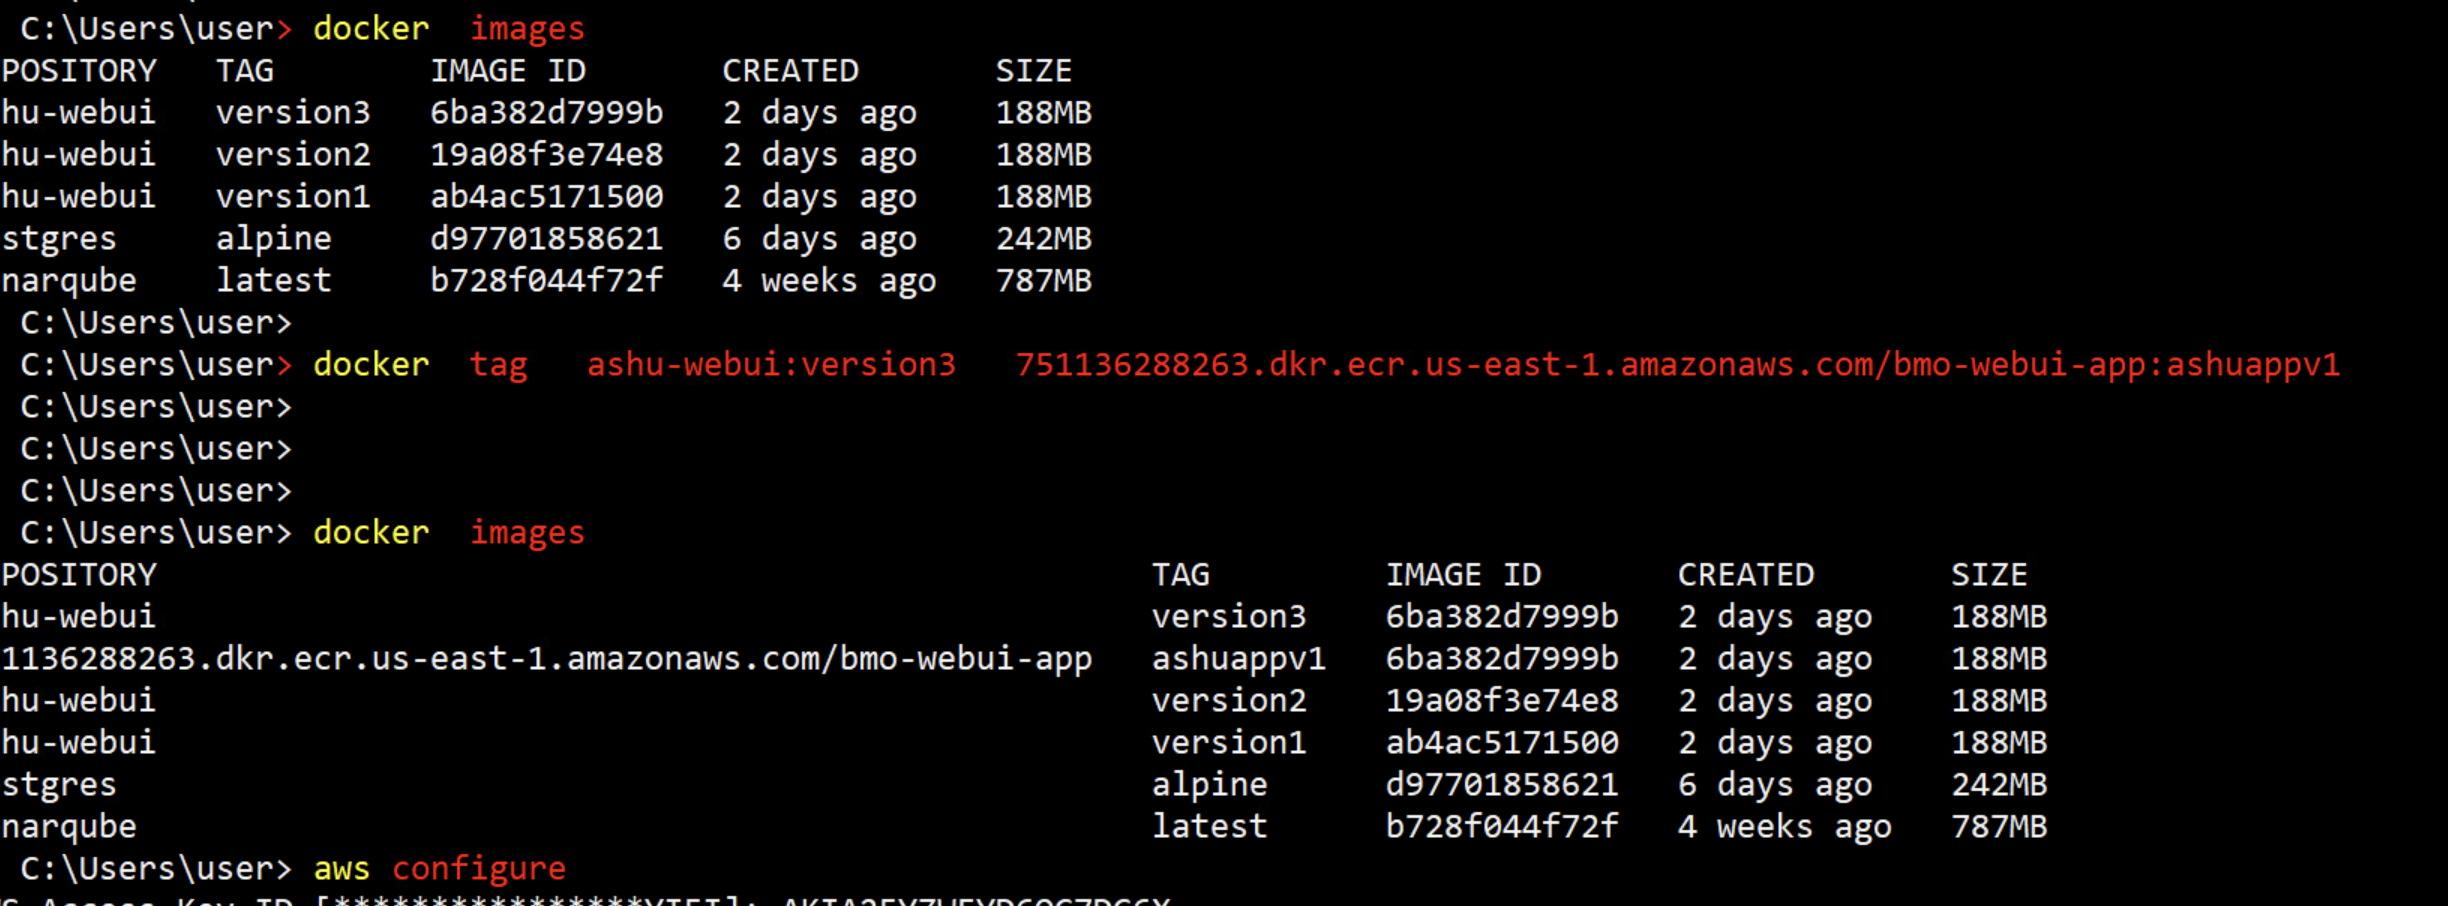 C:\Users\user> docker images
POSITORY TAG IMAGE ID CREATED SIZE
hu-webui version3 6ba382d7999b 2 days ago 188MB
hu-webui version2 19a08f3e74e8 2 days ago 188MB
hu-webui version1 ab4ac5171500 2 days ago 188MB
stgres alpine d97701858621 6 days ago 242MB
narqube latest b728f044f72f 4 weeks ago 787MB
C:\Users\user>
C:\Users\user> docker tag ashu-webui:version3 751136288263.dkr.ecr.us-east-1.amazonaws.com/bmo-webui-app:ashuappv1
C:\Users\user>
C:\Users\user>
C:\Users\user>
C:\Users\user> docker images
POSITORY TAG IMAGE ID CREATED SIZE
hu-webui version3 6ba382d7999b 2 days ago 188MB
1136288263.dkr.ecr.us-east-1.amazonaws.com/bmo-webui-app ashuappv1 6ba382d7999b 2 days ago 188MB
hu-webui version2 19a08f3e74e8 2 days ago 188MB
hu-webui version1 ab4ac5171500 2 days ago 188MB
stgres alpine d97701858621 6 days ago 242MB
narqube latest b728f044f72f 4 weeks ago 787MB
C:\Users\user> aws configure
S Access Key ID